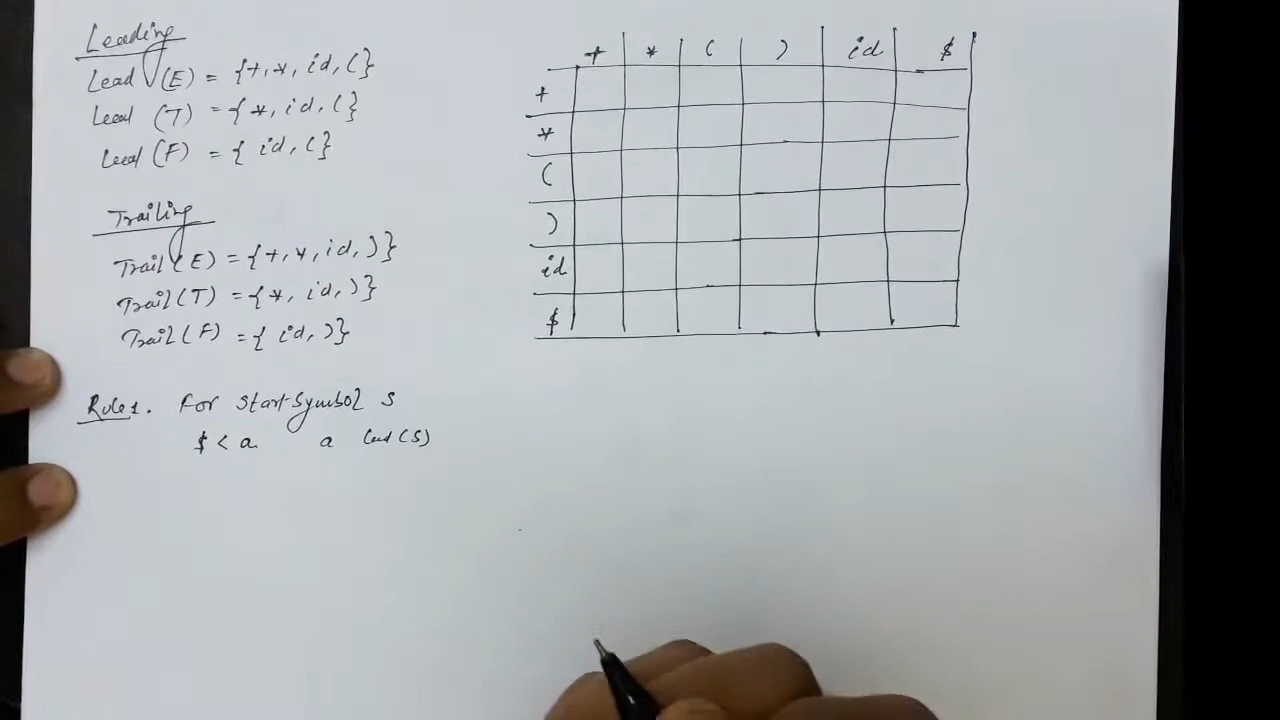 Leading
Lead (E) = {+, *, id, (}
Lead (T) = {*, id, (}
Lead (F) = {id, (}
Trailing
Trail (E) = {+, *, id, )}
Trail (T) = {*, id, )}
Trail (F) = {id, )}
Rule 1. For start symbol S
$ < a a Lead (S)
+ * ( ) id $
+
*
(
)
id
$